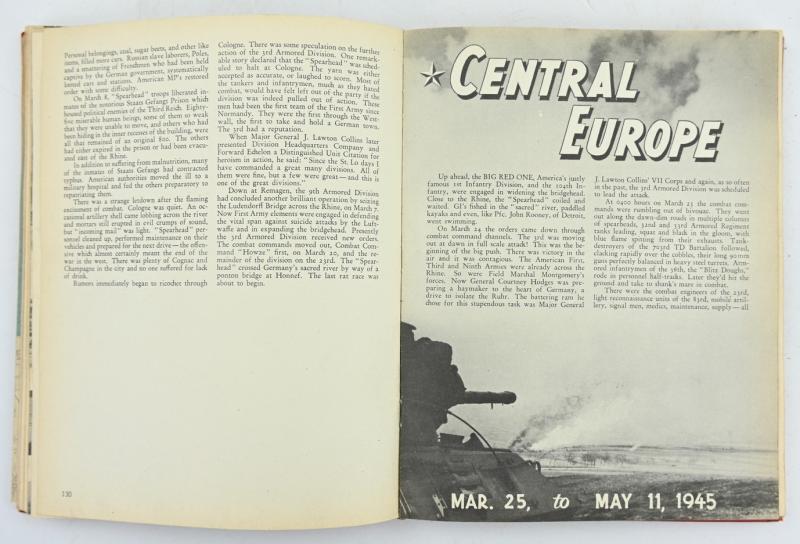 Personal belongings, coal, sugar beets, and other like
items, filled more cars. Russian slave laborers, Poles,
and a smattering of Frenchmen who had been held
captive by the German government, systematically
looted cars and stations. American MP's restored
order with some difficulty.
On March 8, "Spearhead" troops liberated in-
mates of the notorious Staats Gefangs Prison which
housed political enemies of the Third Reich. Eighty-
five miserable human beings, some of them so weak
that they were unable to move, and others who had
been hiding in the inner recesses of the building, were
all that remained of an original 800. The others
had either expired in the prison or had been evacu-
ated east of the Rhine.
In addition to suffering from malnutrition, many
of the inmates of Staats Gefangs had contracted
typhus. American authorities moved the ill to a
military hospital and fed the others preparatory to
repatriating them.
There was a strange letdown after the flaming
excitement of combat. Cologne was quiet. An oc-
casional artillery shell came lobbing across the river
and mortars still erupted in evil crumps of sound,
but "incoming mail" was light. "Spearhead" per-
sonnel cleaned up, performed maintenance on their
vehicles and prepared for the next drive—the offen-
sive which almost certainly meant the end of the
war in the west. There was plenty of Cognac and
Champagne in the city and no one suffered for lack
of drink.
Rumors immediately began to ricochet through
Cologne. There was some speculation on the further
action of the 3rd Armored Division. One remark-
able story declared that the "Spearhead" was sched-
uled to halt at Cologne. The yarn was either
accepted as accurate, or laughed to scorn. Most of
the tankers and infantrymen, much as they hated
combat, would have felt left out of the party if the
division was indeed pulled out of action. These
men had been the first team of the First Army since
Normandy. They were the first through the West-
wall, the first to take and hold a German town.
The 3rd had a reputation.
When Major General J. Lawton Collins later
presented Division Headquarters Company and
Forward Echelon a Distinguished Unit Citation for
heroism in action, he said: "Since the St. Lo days I
have commanded a great many divisions. All of
them were fine, but a few were great—and this is
one of the great divisions."
Down at Remagen, the 9th Armored Division
had concluded another brilliant operation by seizing
the Ludendorff Bridge across the Rhine, on March 7.
Now First Army elements were engaged in defending
the vital span against suicide attacks by the Luft-
waffe and in expanding the bridgehead. Presently
the 3rd Armored Division received new orders.
The combat commands moved out, Combat Com-
mand "Howze" first, on March 20, and the re-
mainder of the division on the 23rd. The "Spear-
head" crossed Germany's sacred river by way of a
ponton bridge at Honnef. The last rat race was
about to begin.
130
CENTRAL
EUROPE
Up ahead, the BIG RED ONE, America's justly
famous 1st Infantry Division, and the 104th In-
fantry, were engaged in widening the bridgehead.
Close to the Rhine, the "Spearhead" coiled and
waited. GI's fished in the "sacred" river, paddled
kayaks and even, like Pfc. John Rooney, of Detroit,
went swimming.
On March 24 the orders came down through
combat command channels. The 3rd was moving
out at dawn in full scale attack! This was the be-
ginning of the big push. There was victory in the
air and it was contagious. The American First,
Third and Ninth Armies were already across the
Rhine. So were Field Marshal Montgomery's
forces. Now General Courtney Hodges was pre-
paring a haymaker to the heart of Germany, a
drive to isolate the Ruhr. The battering ram he
chose for this stupendous task was Major General
J. Lawton Collins' VII Corps and again, as so often
in the past, the 3rd Armored Division was scheduled
to lead the attack.
At 0400 hours on March 25 the combat com-
mands were rumbling out of bivouac. They went
out along the dawn-dim roads in multiple columns
of spearheads, 32nd and 33rd Armored Regiment
tanks leading, squat and black in the gloom, with
blue flame spitting from their exhausts. Tank-
destroyers of the 703rd TD Battalion followed,
clacking rapidly over the cobbles, their long 90mm
guns perfectly balanced in heavy steel turrets. Arm-
ored infantrymen of the 36th, the "Blitz Doughs,"
rode in personnel half-tracks. Later they'd hit the
ground and take to shank's mare in combat.
There were the combat engineers of the 23rd,
light reconnaissance units of the 83rd, mobile artil-
lery, signal men, medics, maintenance, supply—all
MAR. 25, to MAY 11, 1945